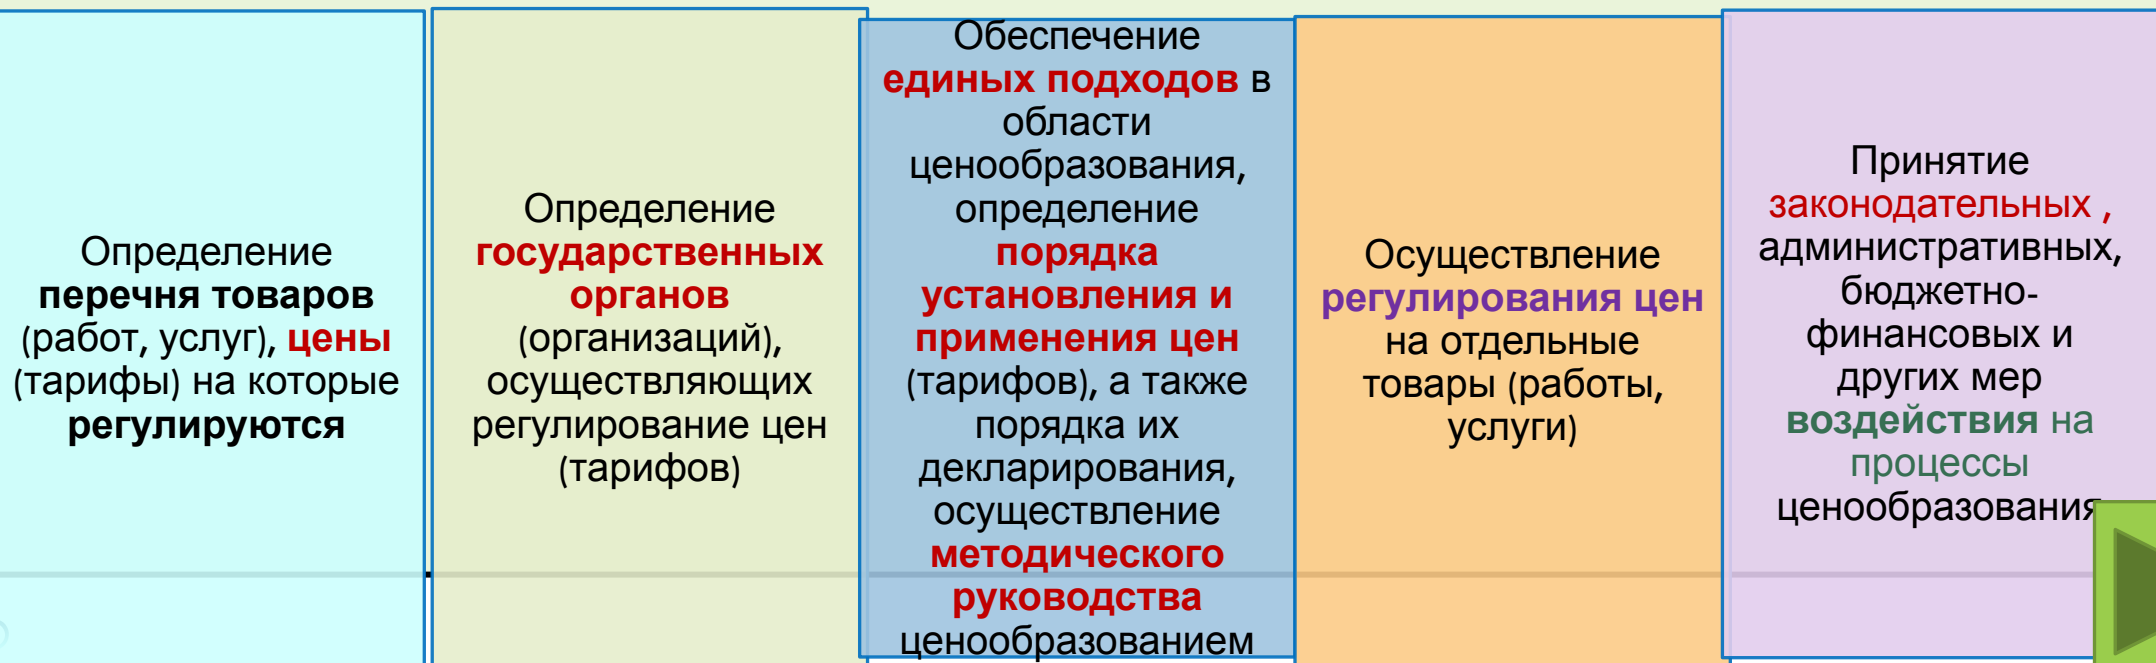 Определение
перечня товаров
(работ, услуг), цены
(тарифы) на которые
регулируются
Определение
государственных
органов
(организаций),
осуществляющих
регулирование цен
(тарифов)
Обеспечение
единых подходов в
области
ценообразования,
определение
порядка
установления и
применения цен
(тарифов), а также
порядка их
декларирования,
осуществление
методического
руководства
ценообразованием
Осуществление
регулирования цен
на отдельные
товары (работы,
услуги)
Принятие
законодательных ,
административных,
бюджетно-
финансовых и
других мер
воздействия на
процессы
ценообразования